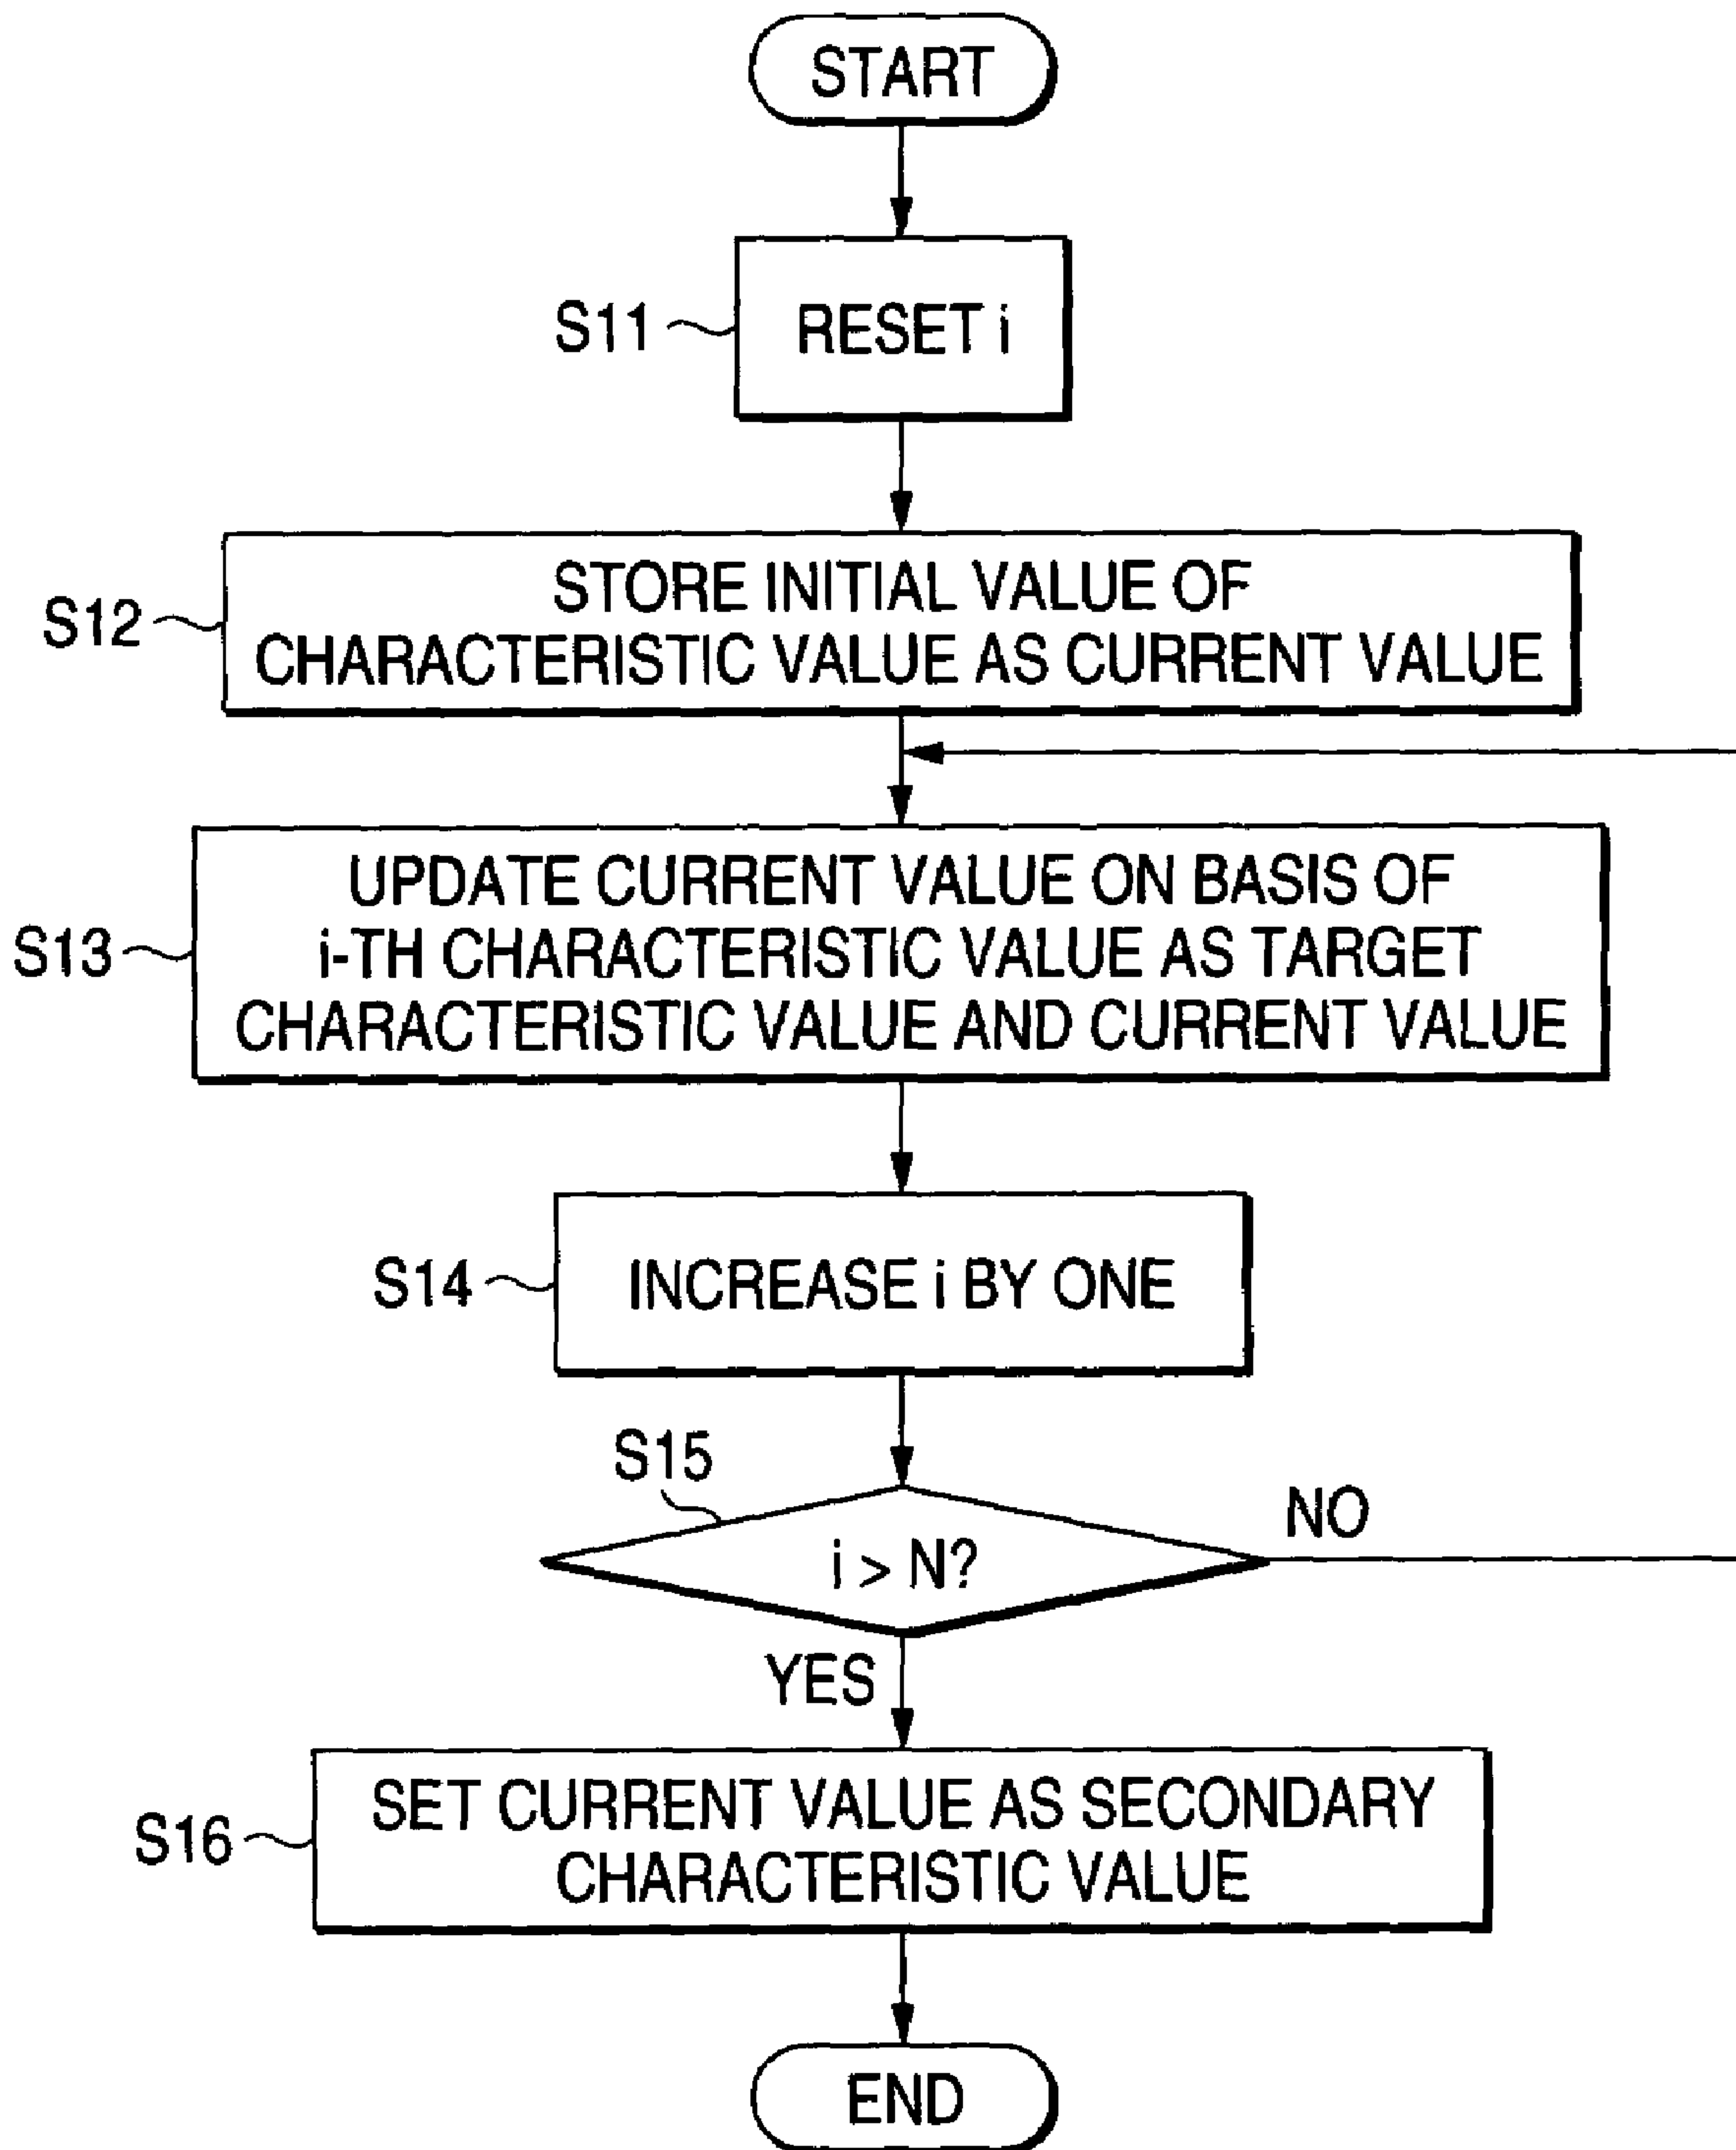 START
S11
RESET i
S12
STORE INITIAL VALUE OF
CHARACTERISTIC VALUE AS CURRENT VALUE
S13
UPDATE CURRENT VALUE ON BASIS OF
i-TH CHARACTERISTIC VALUE AS TARGET
CHARACTERISTIC VALUE AND CURRENT VALUE
S14
INCREASE i BY ONE
S15
i > N?
NO
YES
S16
SET CURRENT VALUE AS SECONDARY
CHARACTERISTIC VALUE
END